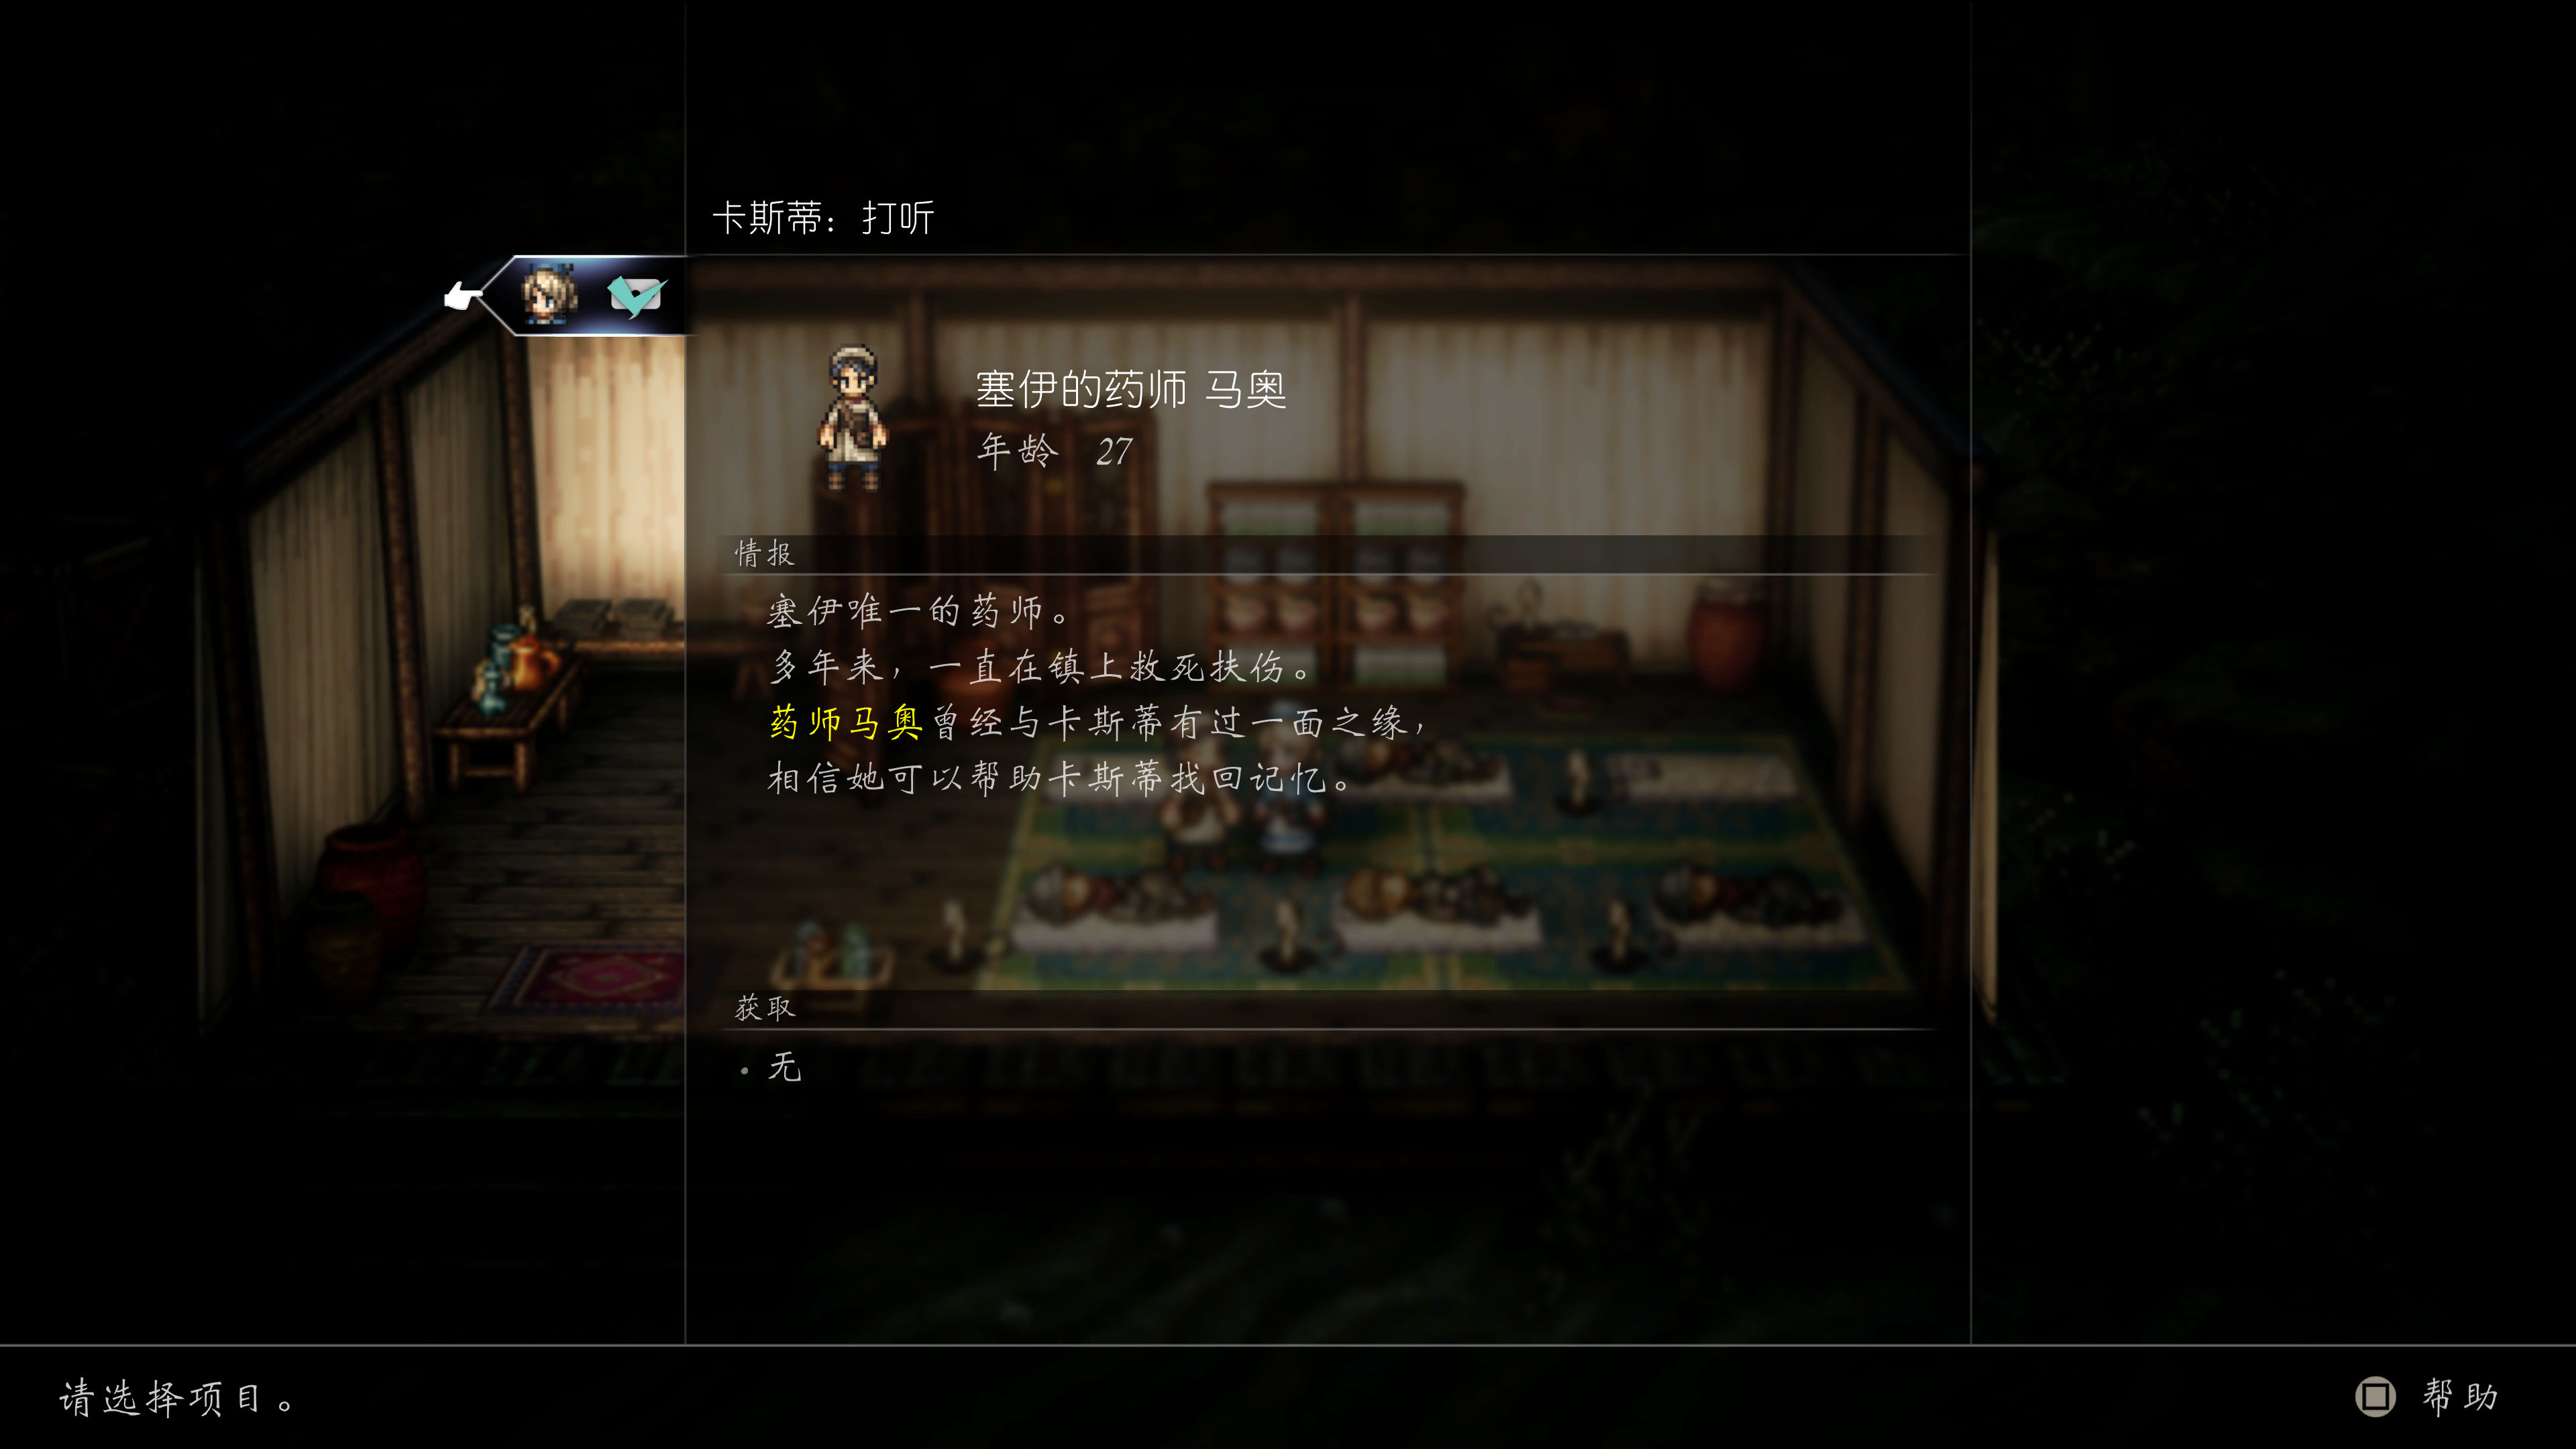 卡斯蒂：打听
塞伊的药师 马奥
年龄 27
情报
塞伊唯一的药师。
多年来，一直在镇上救死扶伤。
药师马奥曾经与卡斯蒂有过一面之缘，
相信她可以帮助卡斯蒂找回记忆。
获取
·无
请选择项目。
帮助